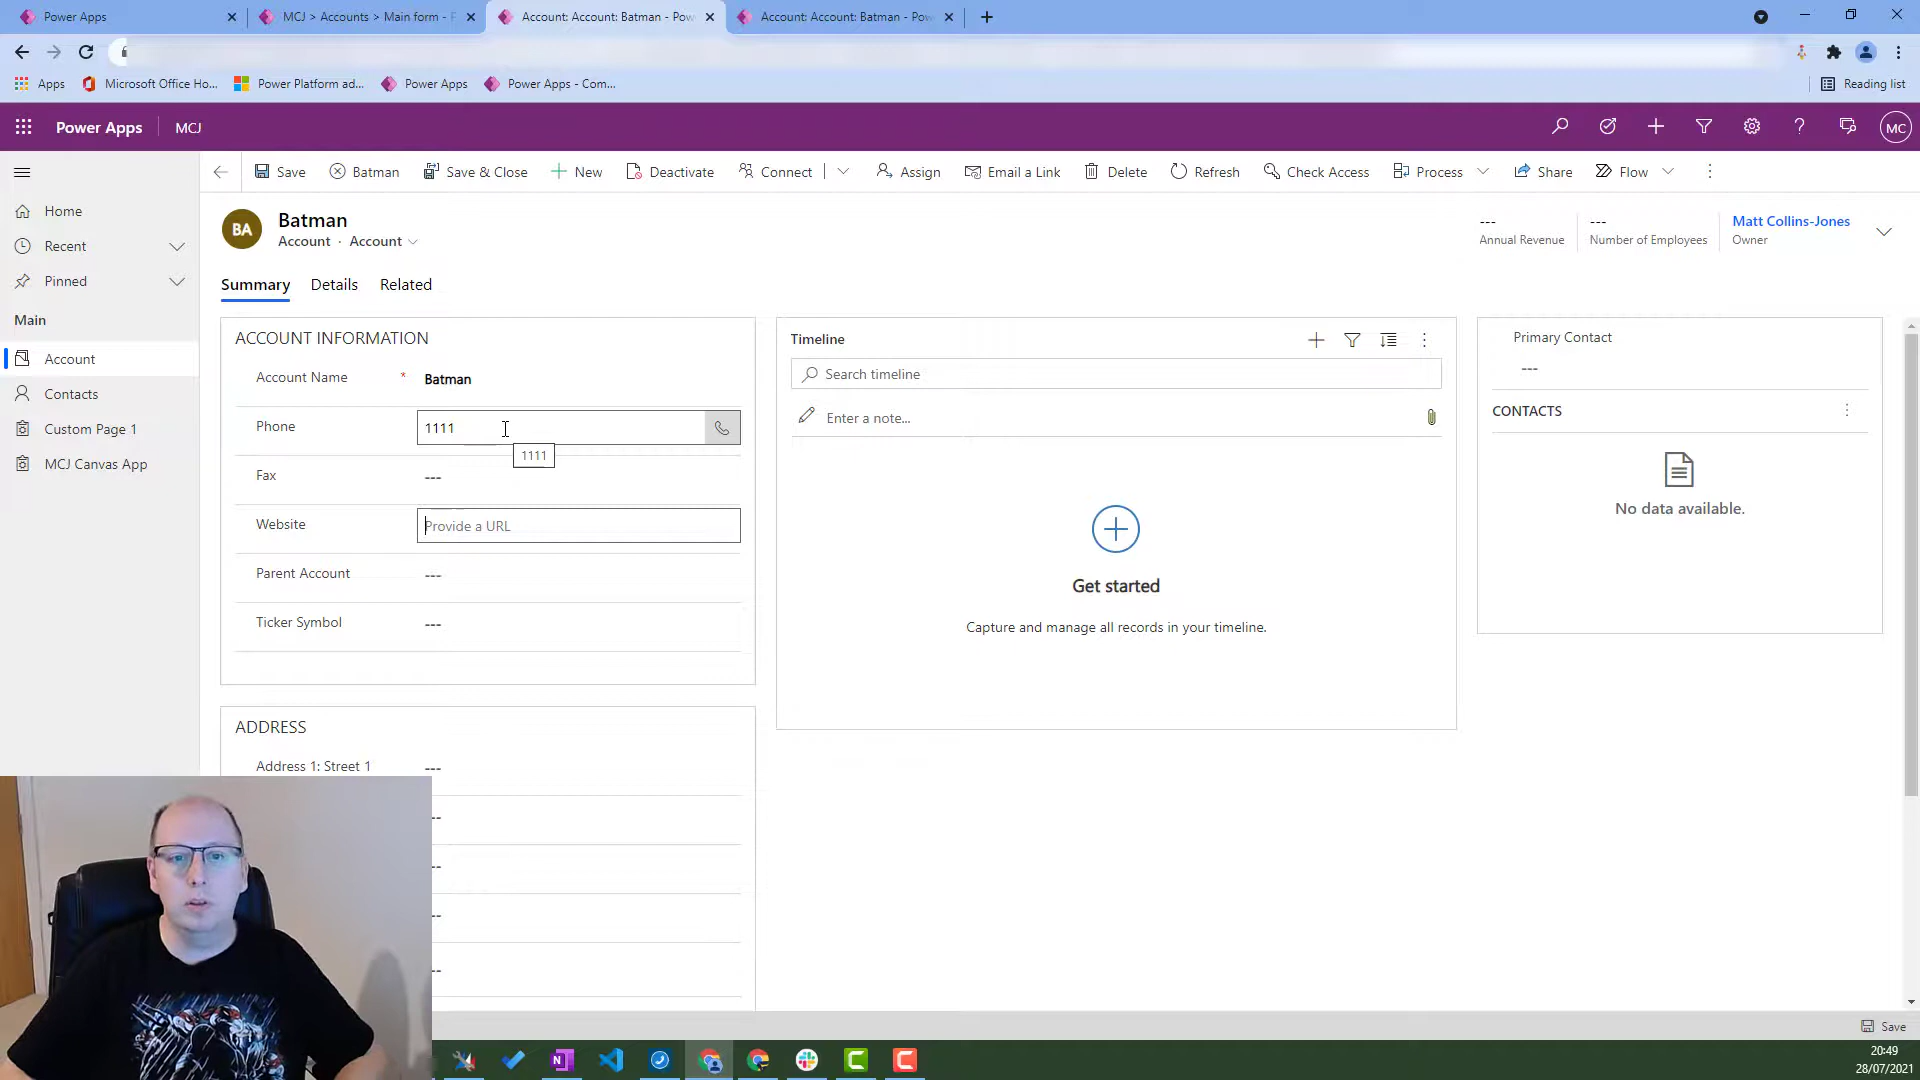 Power Apps
MCJ > Accounts > Main form - P
Account: Account: Batman - Pow
Account: Account: Batman - Pow
Apps
Microsoft Office Ho...
Power Platform ad...
Power Apps
Power Apps - Com...
Reading list
Power Apps
MCJ
MC
Save
Batman
Save & Close
New
Deactivate
Connect
Assign
Email a Link
Delete
Refresh
Check Access
Process
Share
Flow
Home
Recent
Pinned
Main
Account
Contacts
Custom Page 1
MCJ Canvas App
BA
Batman
Account · Account
---
Annual Revenue
---
Number of Employees
Matt Collins-Jones
Owner
Summary
Details
Related
ACCOUNT INFORMATION
Account Name * Batman
Phone 1111
1111
Fax ---
Website Provide a URL
Parent Account ---
Ticker Symbol ---
ADDRESS
Address 1: Street 1 ---
---
---
---
---
Timeline
Search timeline
Enter a note...
Get started
Capture and manage all records in your timeline.
Primary Contact
---
CONTACTS
No data available.
Save
20:49
28/07/2021